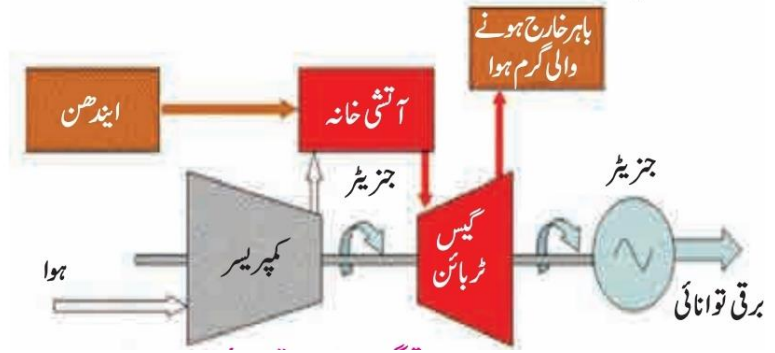 باہر خارج ہونے
والی گرم ہوا
ایندھن
آتشی خانہ
جنریٹر
جنریٹر
گیس
ٹربائن
کمپریسر
ہوا
برقی توانائی